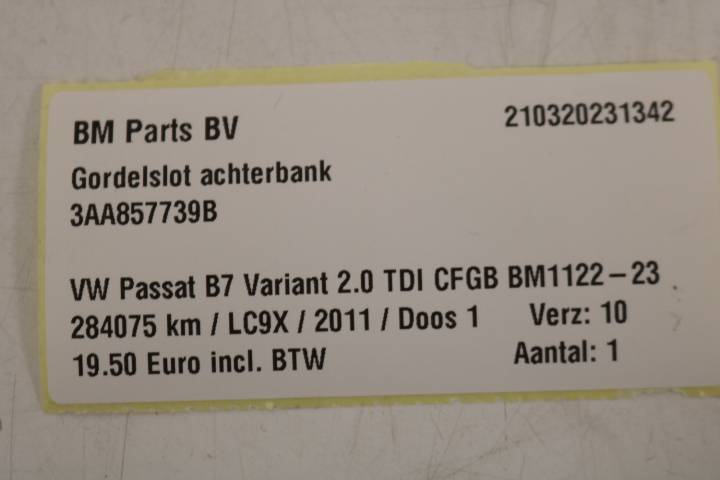 BM Parts BV 210320231342
Gordelslot achterbank
3AA857739B
VW Passat B7 Variant 2.0 TDI CFGB BM1122-23
284075 km / LC9X / 2011 / Doos 1 Verz: 10
19.50 Euro incl. BTW Aantal: 1